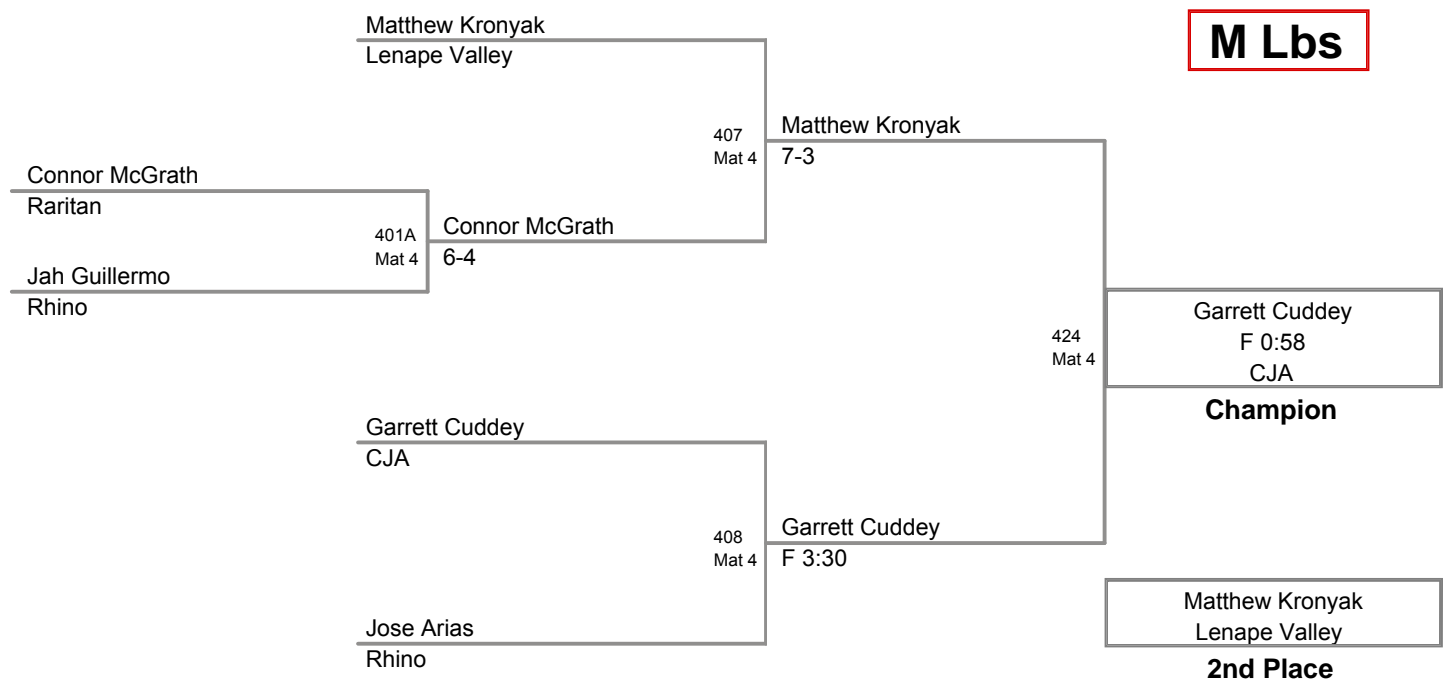 Matthew Kronyak
Lenape Valley
M Lbs
407
Mat 4
Matthew Kronyak
7-3
Connor McGrath
Raritan
401A
Mat 4
Connor McGrath
6-4
Jah Guillermo
Rhino
424
Mat 4
Garrett Cuddey
F 0:58
CJA
Champion
Garrett Cuddey
CJA
408
Mat 4
Garrett Cuddey
F 3:30
Jose Arias
Rhino
Matthew Kronyak
Lenape Valley
2nd Place